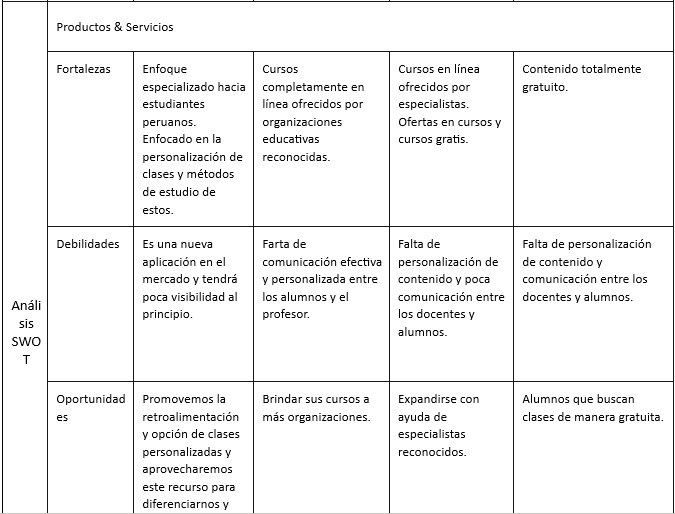 Productos & Servicios
Fortalezas
Enfoque
especializado hacia
estudiantes
peruanos.
Enfocado en la
personalización de
clases y métodos
de estudio de
estos.
Cursos
completamente en
línea ofrecidos por
organizaciones
educativas
reconocidas.
Cursos en línea
ofrecidos por
especialistas.
Ofertas en cursos y
cursos gratis.
Contenido totalmente
gratuito.
Análi
sis
SWO
T
Debilidades
Es una nueva
aplicación en el
mercado y tendrá
poca visibilidad al
principio.
Farta de
comunicación efectiva
y personalizada entre
los alumnos y el
profesor.
Falta de
personalización de
contenido y poca
comunicación entre
los docentes y
alumnos.
Falta de personalización
de contenido y
comunicación entre los
docentes y alumnos.
Oportunidad
es
Promovemos la
retroalimentación
y opción de clases
personalizadas y
aprovecharemos
este recurso para
diferenciarnos y
Brindar sus cursos a
más organizaciones.
Expandirse con
ayuda de
especialistas
reconocidos.
Alumnos que buscan
clases de manera gratuita.